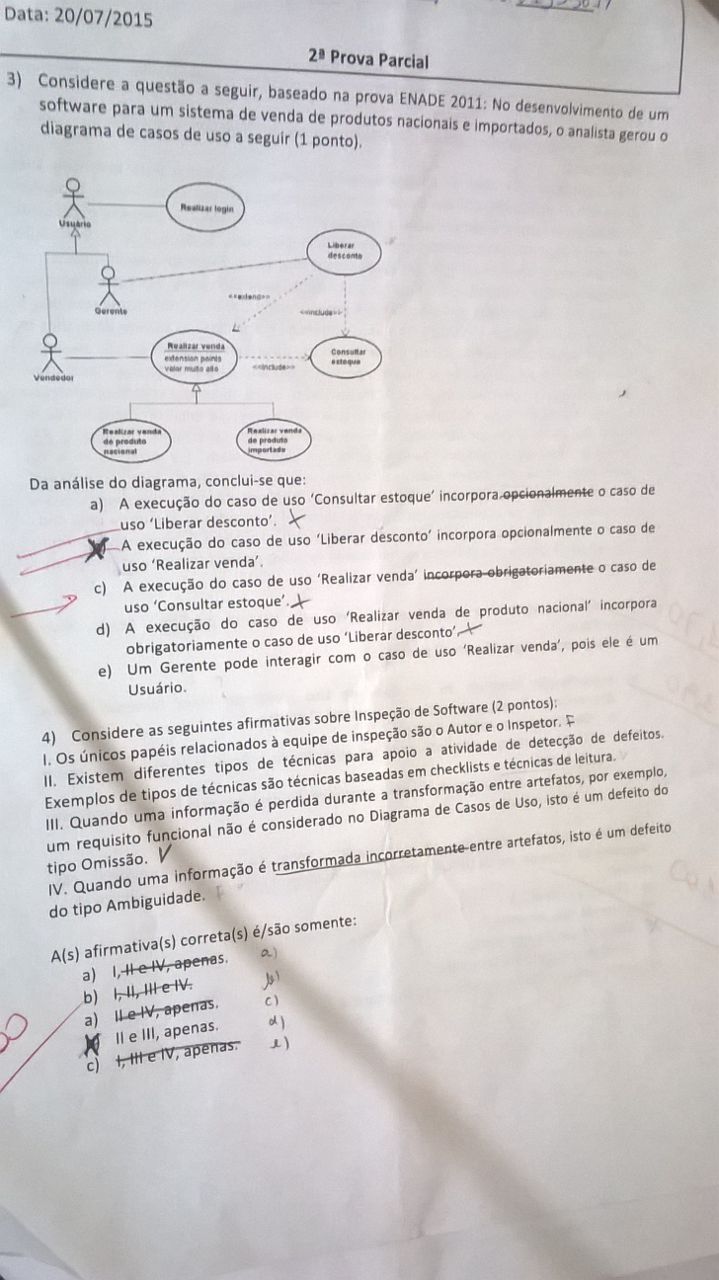 Data: 20/07/2015
2ª Prova Parcial
3) Considere a questão a seguir, baseado na prova ENADE 2011: No desenvolvimento de um
software para um sistema de venda de produtos nacionais e importados, o analista gerou o
diagrama de casos de uso a seguir (1 ponto).
Realizar login
Usuário
Liberar
desconto
Gerente
<<extend>>
<<include>>
Realizar venda
extension points
valor muito alto
<<include>>
Consultar
estoque
Vendedor
Realizar venda
de produto
nacional
Realizar venda
de produto
importado
Da análise do diagrama, conclui-se que:
a) A execução do caso de uso 'Consultar estoque' incorpora opcionalmente o caso de
uso 'Liberar desconto'.
A execução do caso de uso 'Liberar desconto' incorpora opcionalmente o caso de
uso 'Realizar venda'.
c) A execução do caso de uso 'Realizar venda' incorpora obrigatoriamente o caso de
uso 'Consultar estoque'.
d) A execução do caso de uso 'Realizar venda de produto nacional' incorpora
obrigatoriamente o caso de uso 'Liberar desconto'.
e) Um Gerente pode interagir com o caso de uso 'Realizar venda', pois ele é um
Usuário.
4) Considere as seguintes afirmativas sobre Inspeção de Software (2 pontos):
I. Os únicos papéis relacionados à equipe de inspeção são o Autor e o Inspetor. F
II. Existem diferentes tipos de técnicas para apoio a atividade de detecção de defeitos.
Exemplos de tipos de técnicas são técnicas baseadas em checklists e técnicas de leitura.
III. Quando uma informação é perdida durante a transformação entre artefatos, por exemplo,
um requisito funcional não é considerado no Diagrama de Casos de Uso, isto é um defeito do
tipo Omissão. V
IV. Quando uma informação é transformada incorretamente entre artefatos, isto é um defeito
do tipo Ambiguidade. F
A(s) afirmativa(s) correta(s) é/são somente:
a) I, II e IV, apenas. a)
b) I, II, III e IV. b)
a) II e IV, apenas. c)
II e III, apenas. d)
c) I, III e IV, apenas. e)